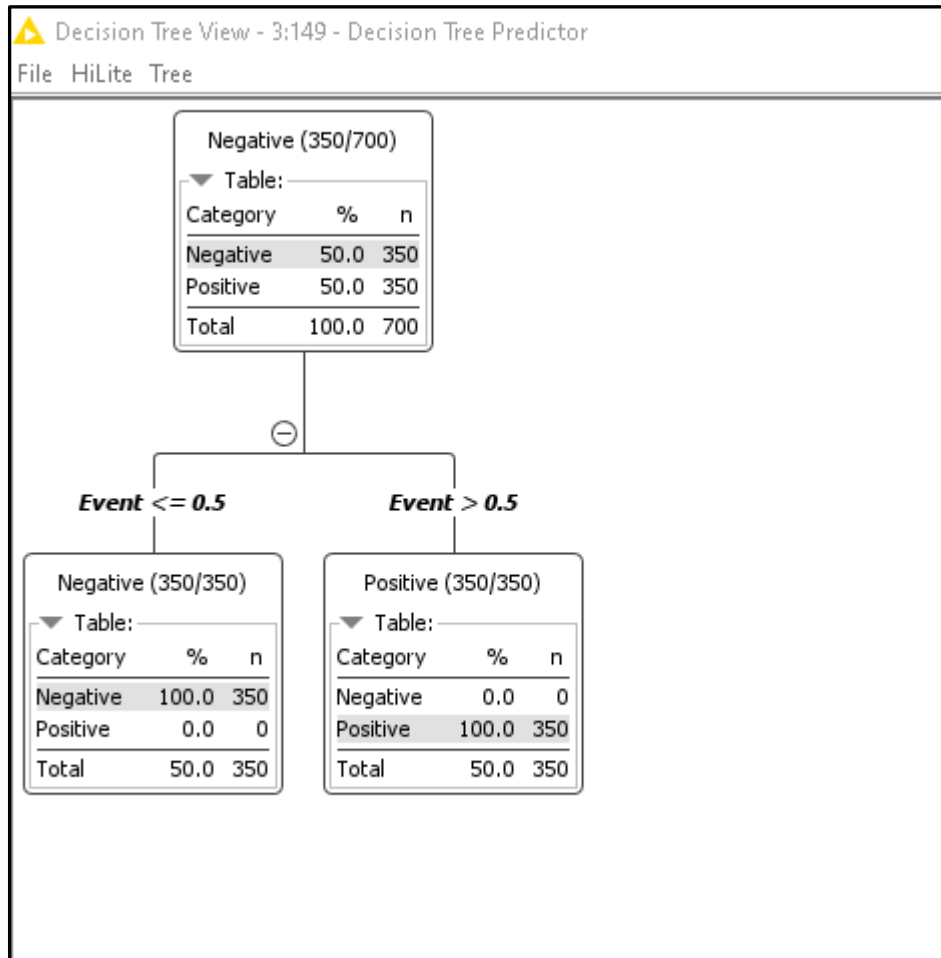 Decision Tree View - 3:149 - Decision Tree Predictor
File HiLite Tree
Negative (350/700)
Table:
Category % n
Negative 50.0 350
Positive 50.0 350
Total 100.0 700
Event <= 0.5
Event > 0.5
Negative (350/350)
Table:
Category % n
Negative 100.0 350
Positive 0.0 0
Total 50.0 350
Positive (350/350)
Table:
Category % n
Negative 0.0 0
Positive 100.0 350
Total 50.0 350